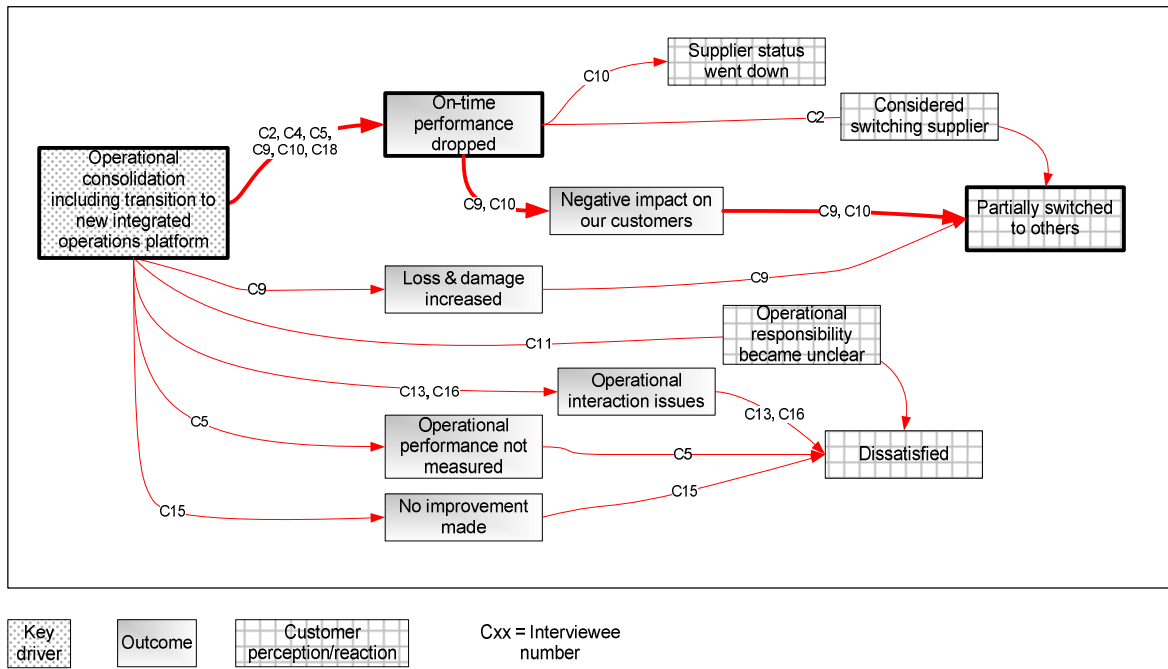 Supplier status
went down
C10
On-time
performance
dropped
Considered
switching supplier
C2
C2, C4, C5,
C9, C10, C18
Operational
consolidation
including transition to
new integrated
operations platform
C9, C10
Negative impact on
our customers
C9, C10
Partially switched
to others
C9
Loss & damage
increased
C9
Operational
responsibility
became unclear
C11
C13, C16
Operational
interaction issues
C13, C16
C5
Operational
performance not
measured
C5
Dissatisfied
C15
No improvement
made
C15
Key
driver
Outcome
Customer
perception/reaction
Cxx = Interviewee
number